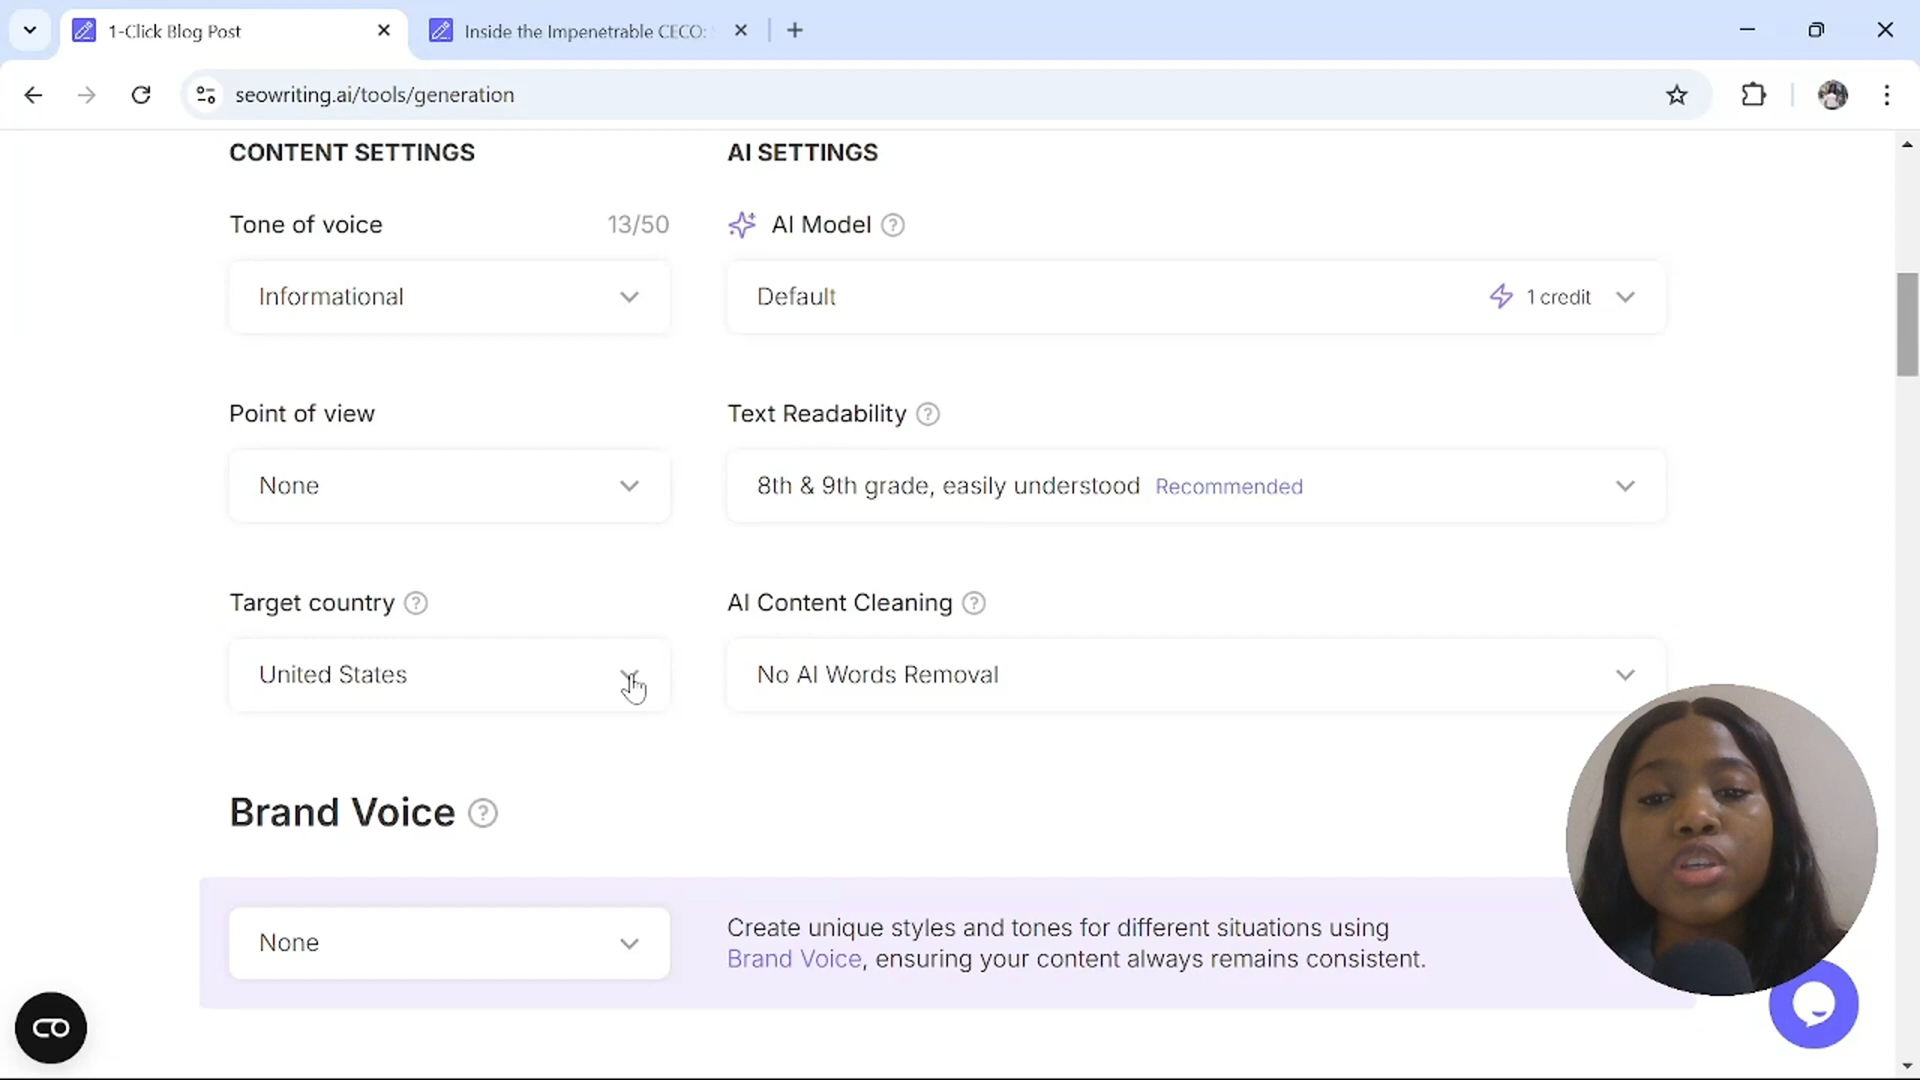 1-Click Blog Post
Inside the Impenetrable CECO:
seowriting.ai/tools/generation
CONTENT SETTINGS
AI SETTINGS
Tone of voice
13/50
AI Model
Informational
Default
1 credit
Point of view
Text Readability
None
8th & 9th grade, easily understood Recommended
Target country
AI Content Cleaning
United States
No AI Words Removal
Brand Voice
None
Create unique styles and tones for different situations using
Brand Voice, ensuring your content always remains consistent.